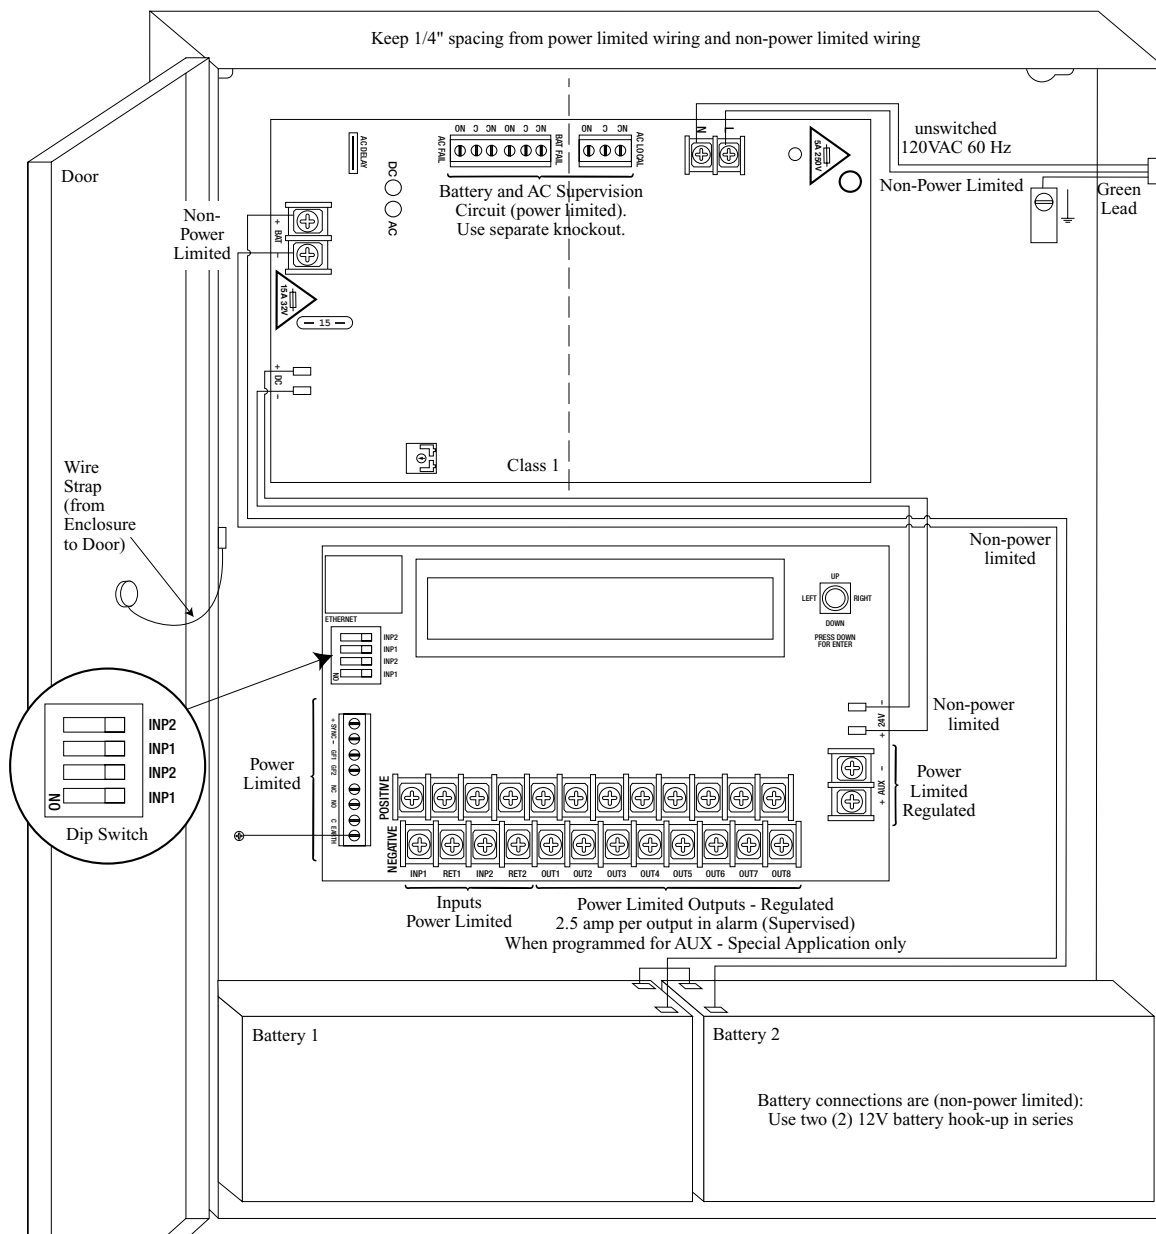 Keep 1/4" spacing from power limited wiring and non-power limited wiring
Door
AC DELAY
DC
AC
AC FAIL
NO
C
NC
NO
C
NC
BAT FAIL
NO
C
NC
AC LOCAL
Battery and AC Supervision
Circuit (power limited).
Use separate knockout.
N
L
5A 250V
unswitched
120VAC 60 Hz
Non-Power Limited
Green
Lead
Non-
Power
Limited
+ BAT -
15A 32V
15
+ DC -
Class 1
Wire
Strap
(from
Enclosure
to Door)
Non-power
limited
ETHERNET
INP2
INP1
INP2
INP1
ON
UP
LEFT
RIGHT
DOWN
PRESS DOWN
FOR ENTER
INP2
INP1
INP2
INP1
ON
Dip Switch
Power
Limited
+ SYNC -
GP1
GP2
NC
NO
C
EARTH
POSITIVE
NEGATIVE
- 24V +
Non-power
limited
- AUX +
Power
Limited
Regulated
INP1
RET1
INP2
RET2
OUT1
OUT2
OUT3
OUT4
OUT5
OUT6
OUT7
OUT8
Inputs
Power Limited
Power Limited Outputs - Regulated
2.5 amp per output in alarm (Supervised)
When programmed for AUX - Special Application only
Battery 1
Battery 2
Battery connections are (non-power limited):
Use two (2) 12V battery hook-up in series